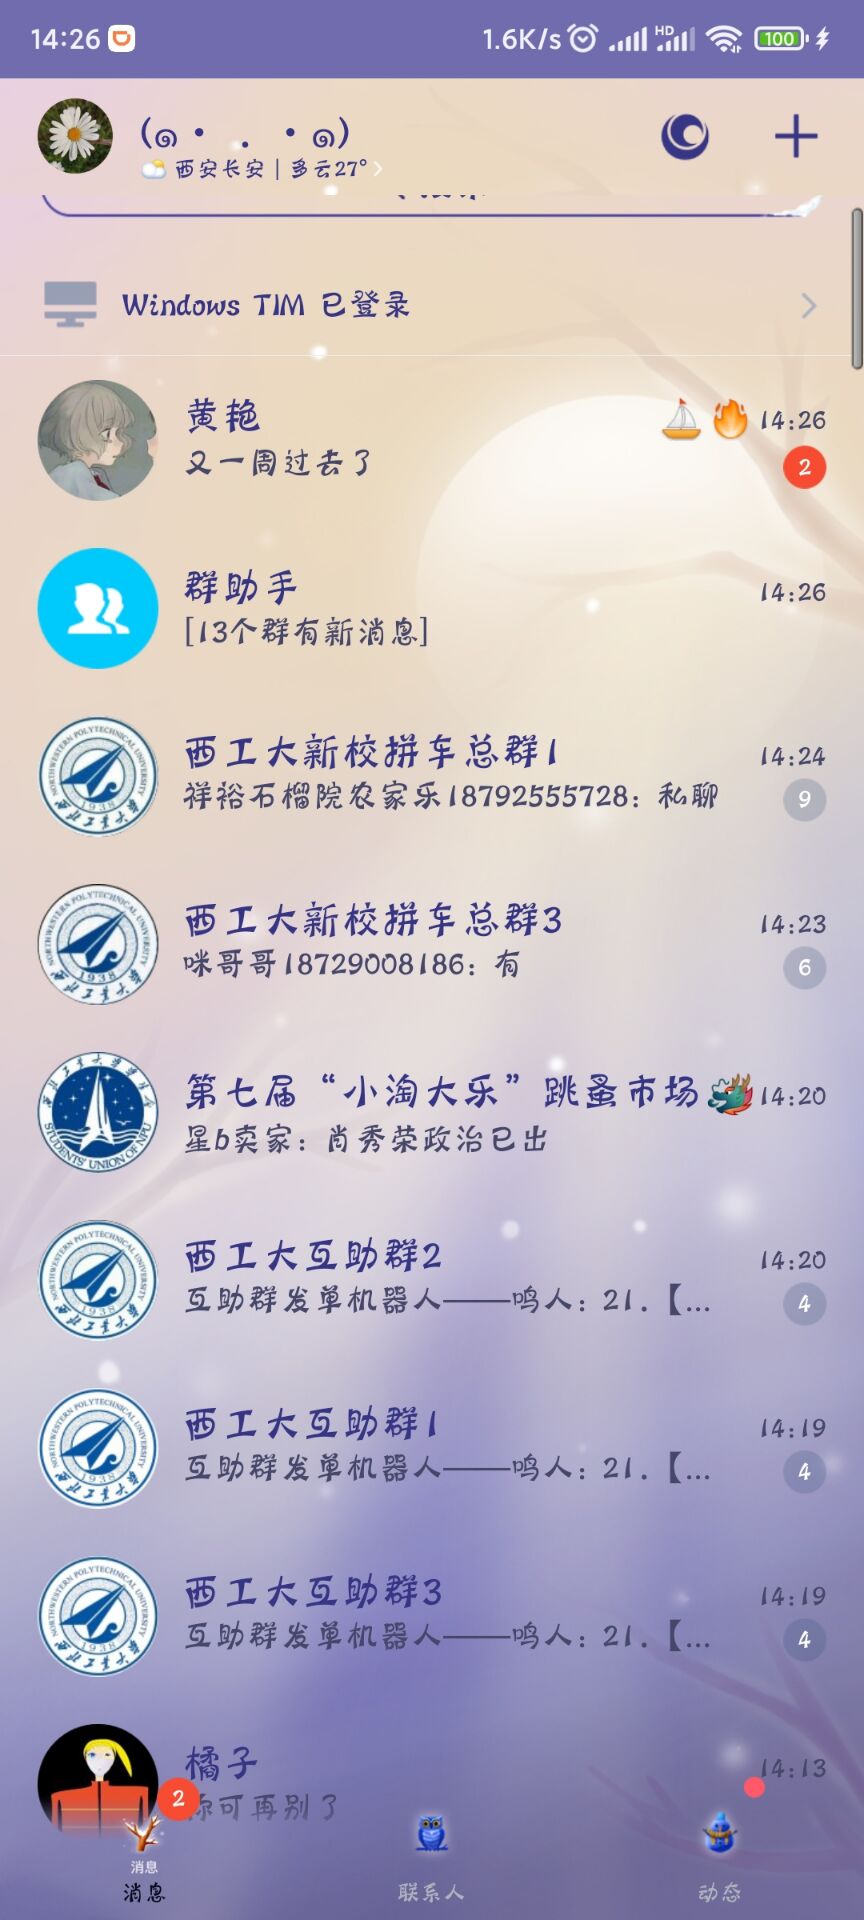 14:26 1.6K/s HD 100
(๑• . •๑)
西安长安 | 多云27° >
Windows TIM 已登录
黄艳 14:26
又一周过去了 2
群助手 14:26
[13个群有新消息]
西工大新校拼车总群1 14:24
祥裕石榴院农家乐18792555728：私聊 9
西工大新校拼车总群3 14:23
咪哥哥18729008186：有 6
第七届“小淘大乐”跳蚤市场 14:20
星b卖家：肖秀荣政治已出
西工大互助群2 14:20
互助群发单机器人——鸣人：21.【... 4
西工大互助群1 14:19
互助群发单机器人——鸣人：21.【... 4
西工大互助群3 14:19
互助群发单机器人——鸣人：21.【... 4
橘子 14:13
你可再别了
2
消息
消息 联系人 动态